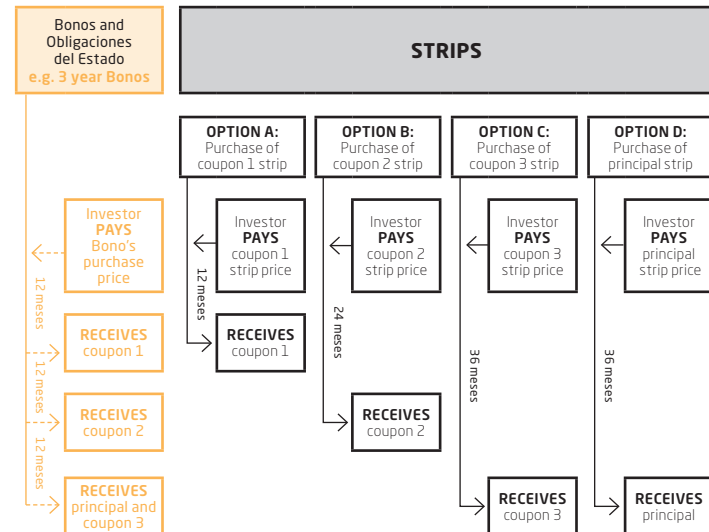 Bonos and
Obligaciones
del Estado
e.g. 3 year Bonos
STRIPS
OPTION A:
Purchase of
coupon 1 strip
OPTION B:
Purchase of
coupon 2 strip
OPTION C:
Purchase of
coupon 3 strip
OPTION D:
Purchase of
principal strip
Investor
PAYS
Bono's
purchase
price
Investor
PAYS
coupon 1
strip price
Investor
PAYS
coupon 2
strip price
Investor
PAYS
coupon 3
strip price
Investor
PAYS
principal
strip price
12 meses
12 meses
24 meses
36 meses
36 meses
RECEIVES
coupon 1
RECEIVES
coupon 1
12 meses
RECEIVES
coupon 2
RECEIVES
coupon 2
12 meses
RECEIVES
principal and
coupon 3
RECEIVES
coupon 3
RECEIVES
principal